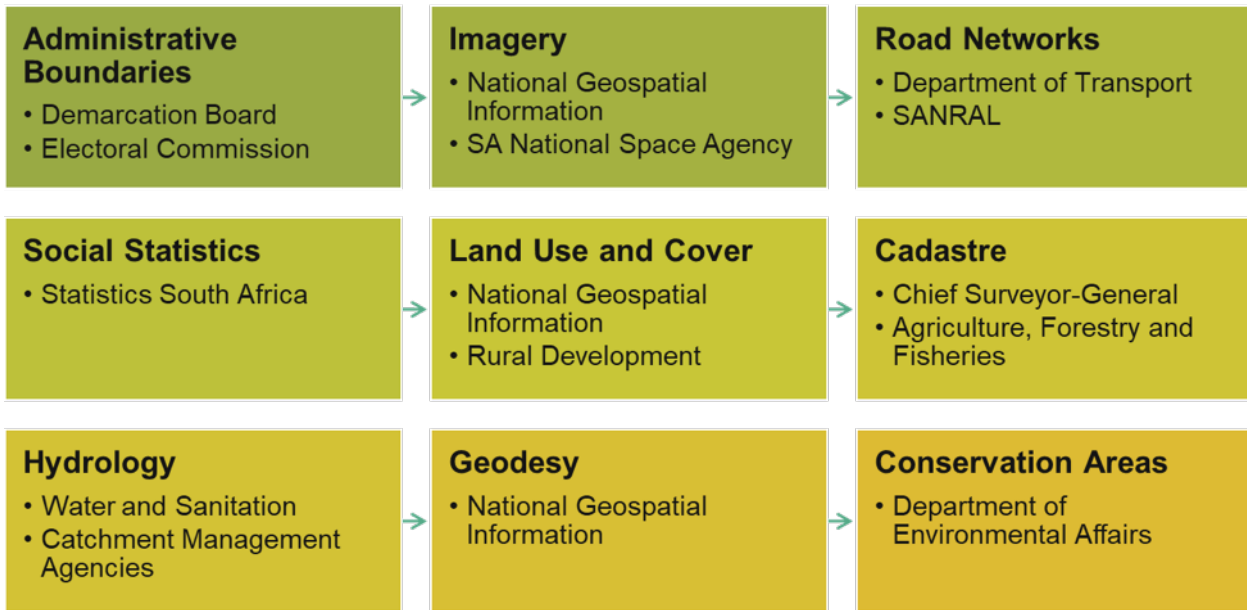 Administrative
Boundaries
• Demarcation Board
• Electoral Commission
Imagery
• National Geospatial
Information
• SA National Space Agency
Road Networks
• Department of Transport
• SANRAL
Social Statistics
• Statistics South Africa
Land Use and Cover
• National Geospatial
Information
• Rural Development
Cadastre
• Chief Surveyor-General
• Agriculture, Forestry and
Fisheries
Hydrology
• Water and Sanitation
• Catchment Management
Agencies
Geodesy
• National Geospatial
Information
Conservation Areas
• Department of
Environmental Affairs